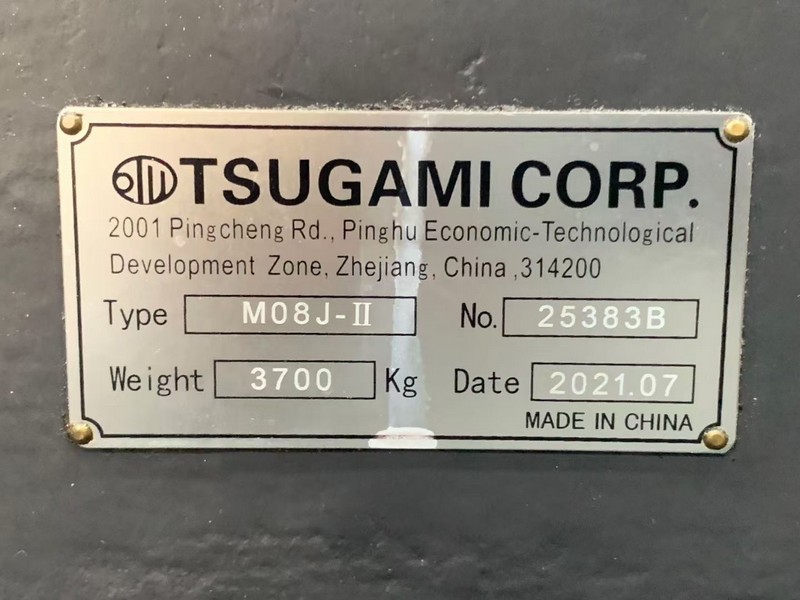 TSUGAMI CORP.
2001 Pingcheng Rd., Pinghu Economic-Technological
Development Zone, Zhejiang, China ,314200
Type M08J-Ⅱ No. 25383B
Weight 3700 Kg Date 2021.07
MADE IN CHINA